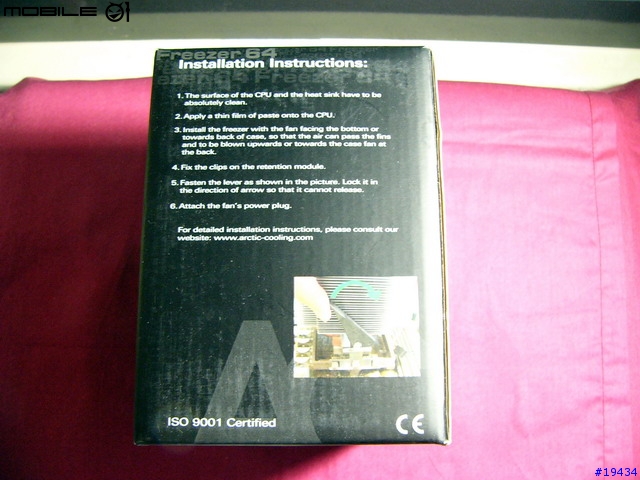 MOBILE01
Freezer 64
Installation Instructions:
1. The surface of the CPU and the heat sink have to be
absolutely clean.
2. Apply a thin film of paste onto the CPU.
3. Install the freezer with the fan facing the bottom or
towards back of case, so that the air can pass the fins
and to be blown upwards or towards the case fan at
the back.
4. Fix the clips on the retention module.
5. Fasten the lever as shown in the picture. Lock it in
the direction of arrow so that it cannot release.
6. Attach the fan's power plug.
For detailed installation instructions, please consult our
website: www.arctic-cooling.com
AC
ISO 9001 Certified
CE
#19434